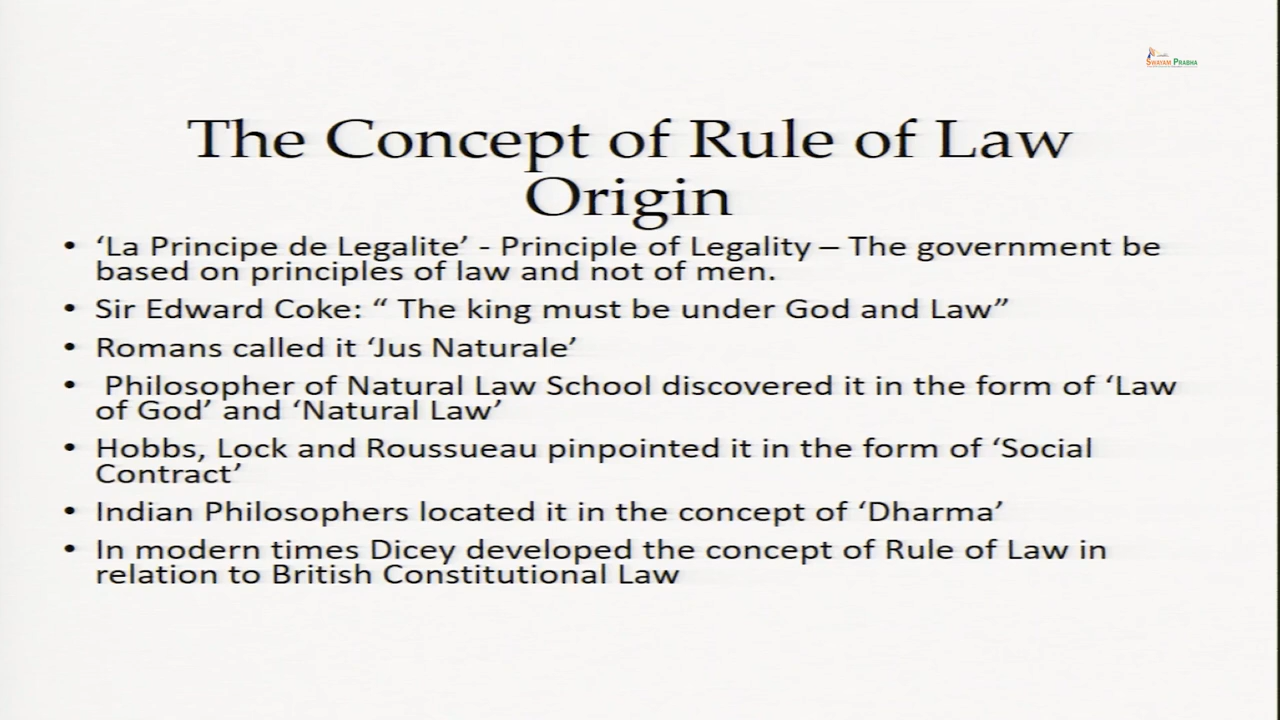 SWAYAM PRABHA
The Concept of Rule of Law
Origin
• ‘La Principe de Legalite’ - Principle of Legality – The government be
based on principles of law and not of men.
• Sir Edward Coke: “ The king must be under God and Law”
• Romans called it ‘Jus Naturale’
• Philosopher of Natural Law School discovered it in the form of ‘Law
of God’ and ‘Natural Law’
• Hobbs, Lock and Roussueau pinpointed it in the form of ‘Social
Contract’
• Indian Philosophers located it in the concept of ‘Dharma’
• In modern times Dicey developed the concept of Rule of Law in
relation to British Constitutional Law